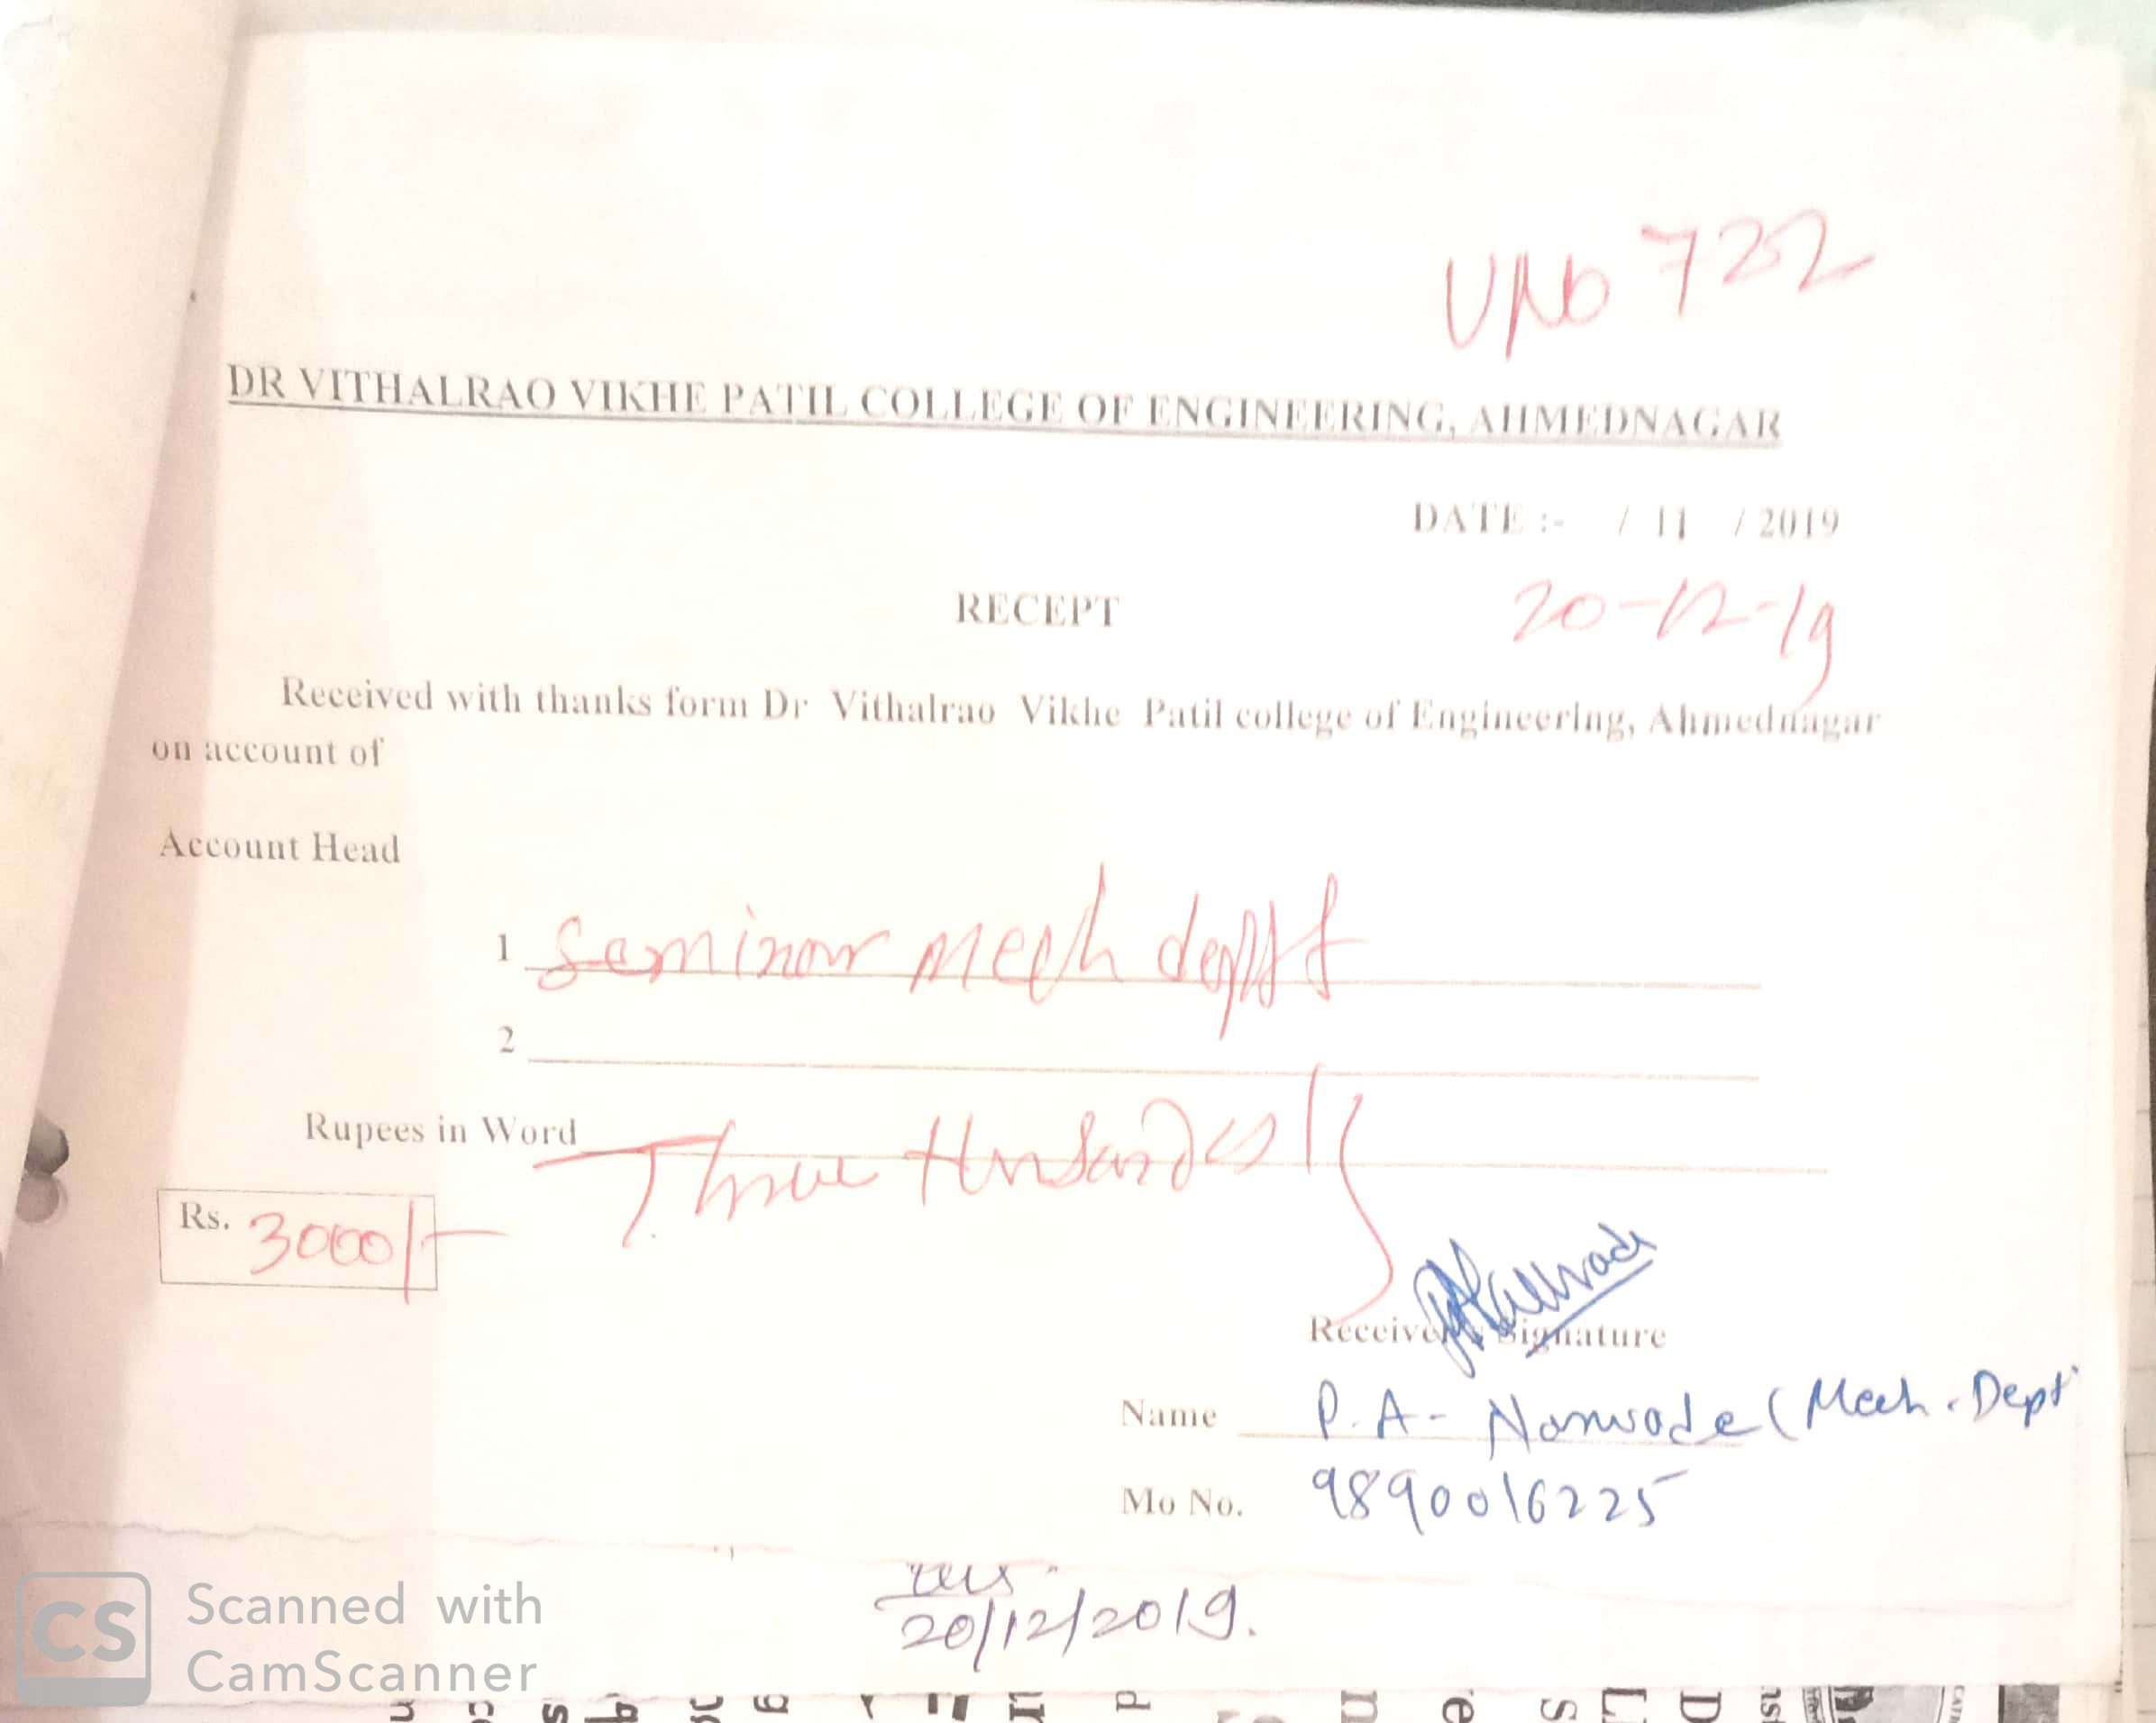 VNo 722
DR VITHALRAO VIKHE PATIL COLLEGE OF ENGINEERING, AHMEDNAGAR
DATE :- / 11 / 2019
RECEPT
20-12-19
Received with thanks form Dr Vithalrao Vikhe Patil college of Engineering, Ahmednagar
on account of
Account Head
1 Seminar Mech deptt
2
Rupees in Word Three
Rs. 3000/-
Receiver's Signature
Name P. A- Narwade (Mech. Dept
Mo No. 9890016225
20/12/2019.
CS Scanned with
CamScanner